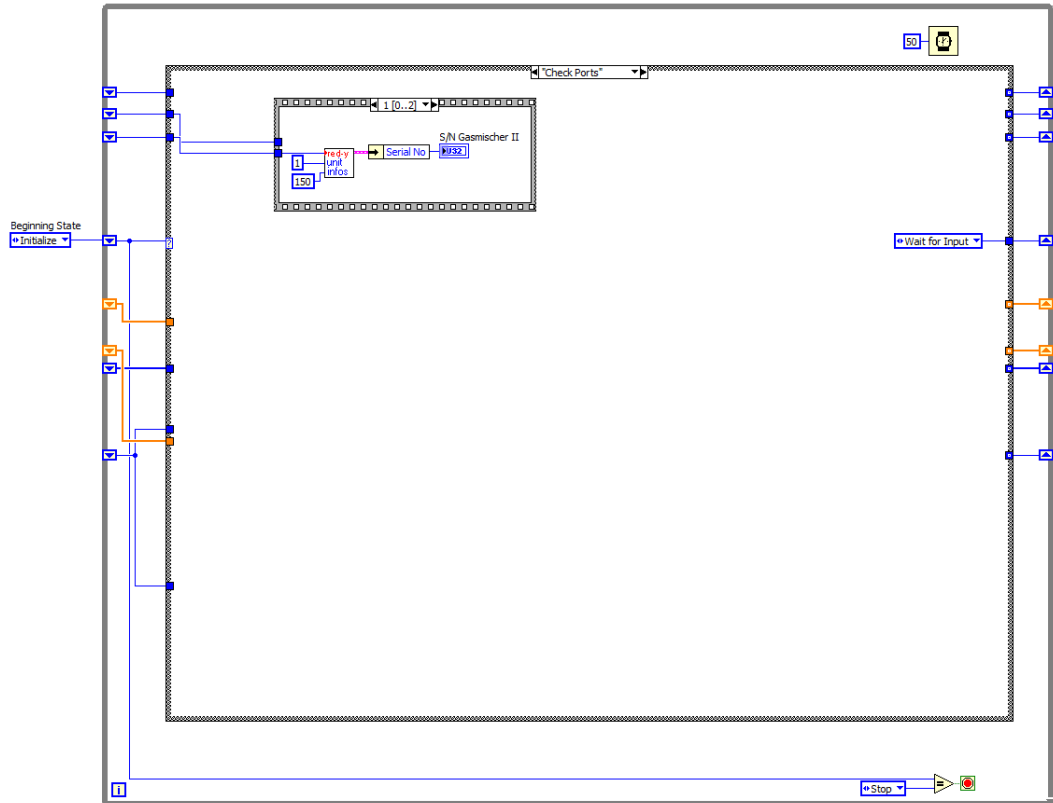 50
"Check Ports"
1 [0..2]
S/N Gasmischer II
red-y
unit
infos
1
150
Serial No
U32
Beginning State
Initialize
?
Wait for Input
i
Stop
=